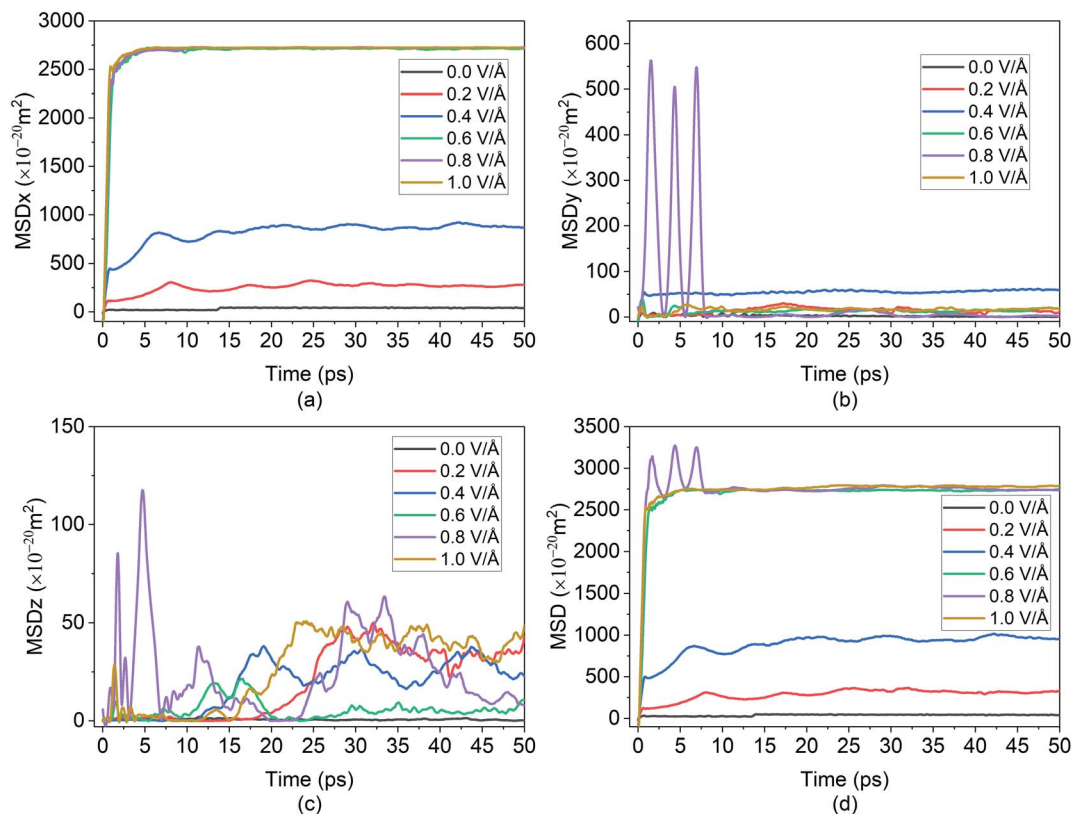 3000
2500
2000
1500
1000
500
0
MSDx (×10⁻²⁰m²)
0.0 V/Å
0.2 V/Å
0.4 V/Å
0.6 V/Å
0.8 V/Å
1.0 V/Å
0 5 10 15 20 25 30 35 40 45 50
Time (ps)
(a)
600
500
400
300
200
100
50
0
MSDy (×10⁻²⁰m²)
0.0 V/Å
0.2 V/Å
0.4 V/Å
0.6 V/Å
0.8 V/Å
1.0 V/Å
0 5 10 15 20 25 30 35 40 45 50
Time (ps)
(b)
150
100
50
0
MSDz (×10⁻²⁰m²)
0.0 V/Å
0.2 V/Å
0.4 V/Å
0.6 V/Å
0.8 V/Å
1.0 V/Å
0 5 10 15 20 25 30 35 40 45 50
Time (ps)
(c)
3500
3000
2500
2000
1500
1000
500
0
MSD (×10⁻²⁰m²)
0.0 V/Å
0.2 V/Å
0.4 V/Å
0.6 V/Å
0.8 V/Å
1.0 V/Å
0 5 10 15 20 25 30 35 40 45 50
Time (ps)
(d)